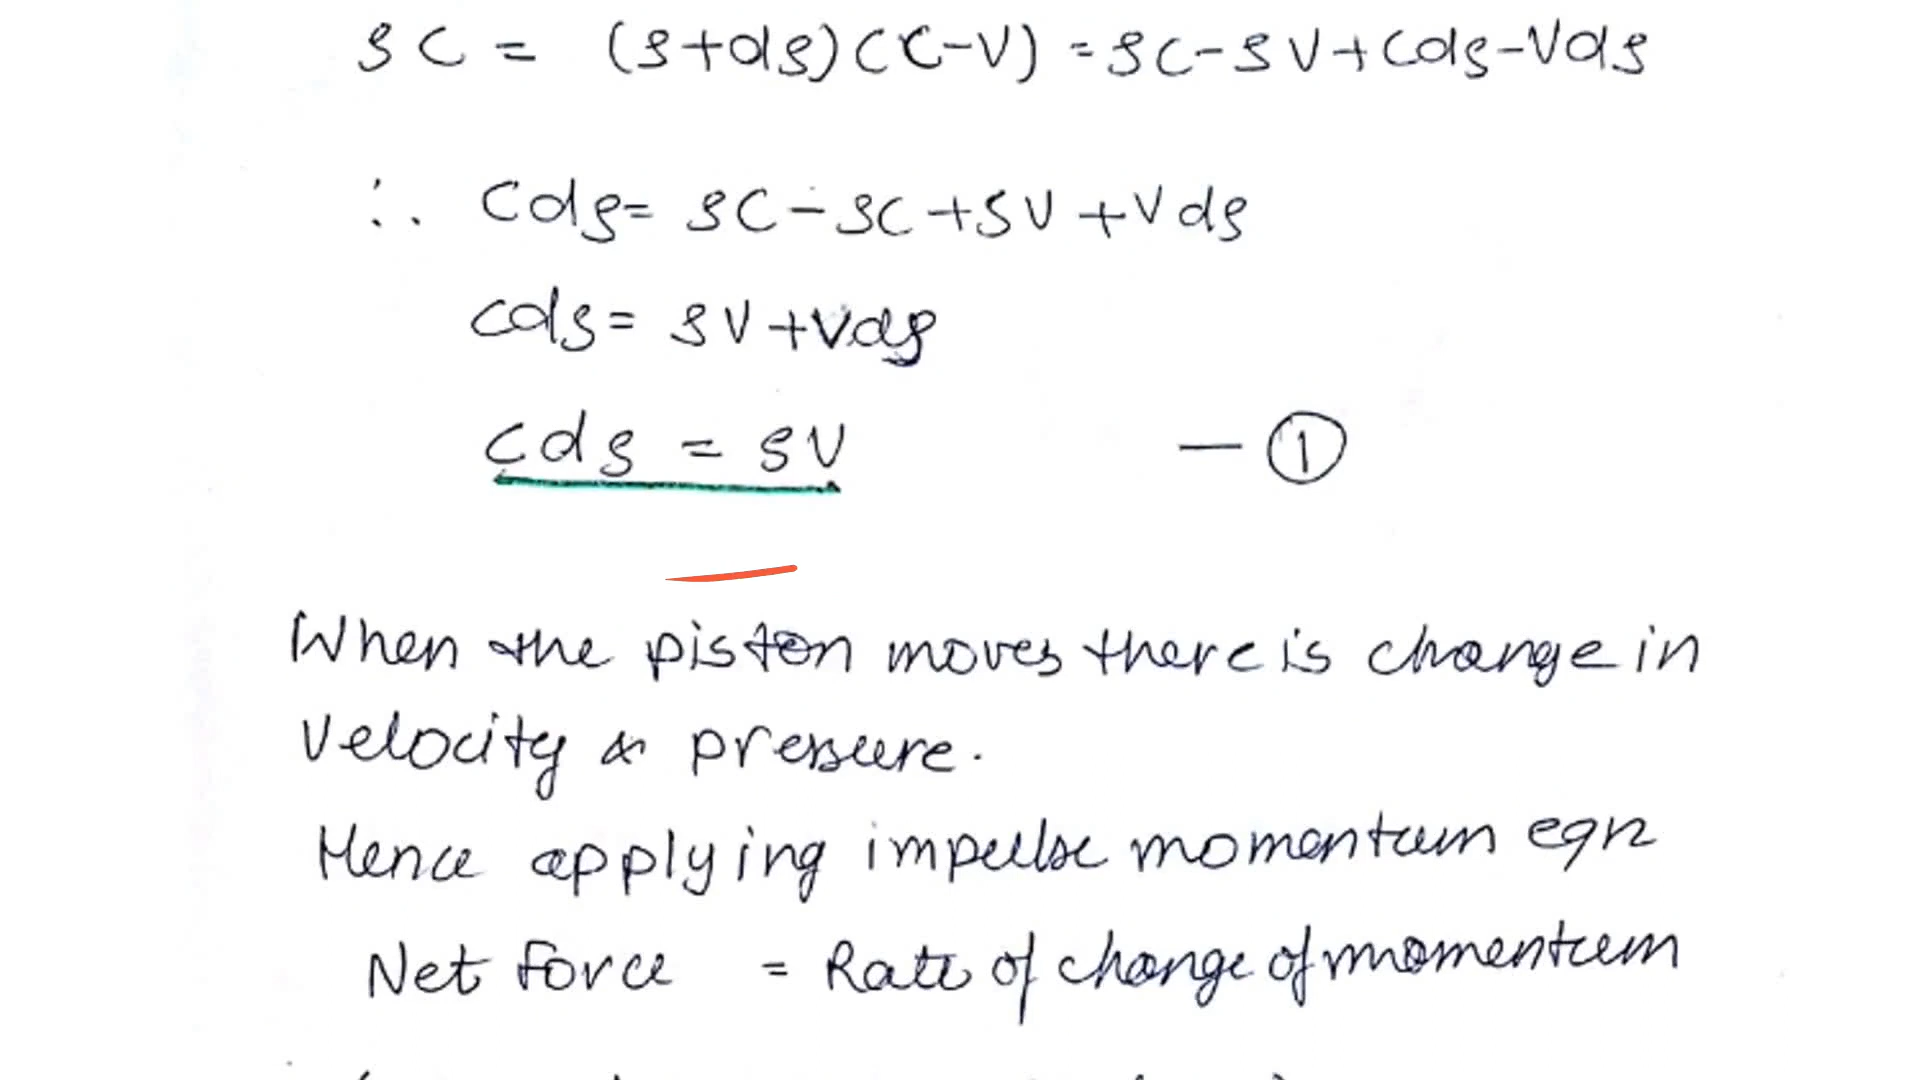 ρC = (ρ+dρ)(C-V) = ρC-ρV+Cdρ-Vdρ
∴ Cdρ= ρC-ρC+ρV+Vdρ
Cdρ= ρV+Vdρ
Cdρ = ρV — ①
When the piston moves there is change in
Velocity & pressure.
Hence applying impulse momentum eqn
Net force = Rate of change of momentum